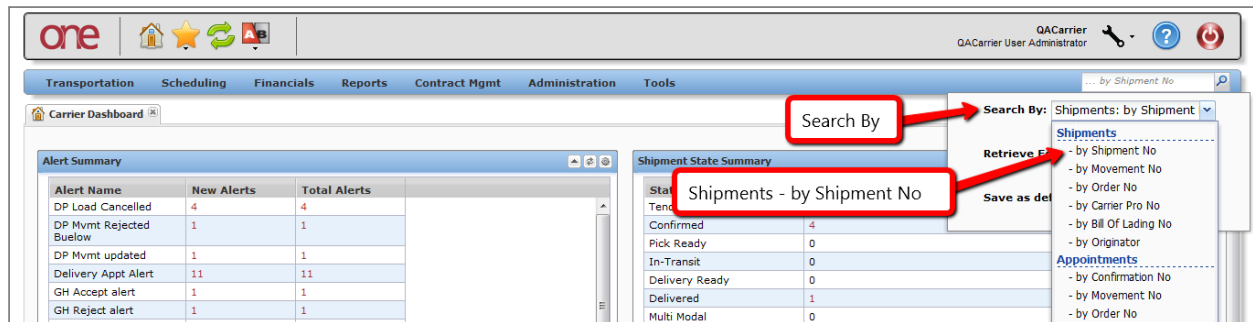 one
A B
QACarrier
QACarrier User Administrator
Transportation Scheduling Financials Reports Contract Mgmt Administration Tools
... by Shipment No
Carrier Dashboard
Search By
Search By: Shipments: by Shipment
Shipments
- by Shipment No
- by Movement No
- by Order No
- by Carrier Pro No
- by Bill Of Lading No
- by Originator
Appointments
- by Confirmation No
- by Movement No
- by Order No
Retrieve
Save as
Shipments - by Shipment No
Alert Summary
Alert Name New Alerts Total Alerts
DP Load Cancelled 4 4
DP Mvmt Rejected
Buelow 1 1
DP Mvmt updated 1 1
Delivery Appt Alert 11 11
GH Accept alert 1 1
GH Reject alert 1 1
Shipment State Summary
Confirmed 4
Pick Ready 0
In-Transit 0
Delivery Ready 0
Delivered 1
Multi Modal 0